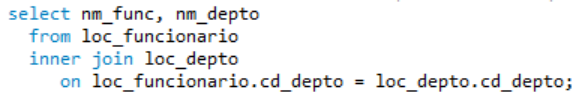 select nm_func, nm_depto
from loc_funcionario
inner join loc_depto
on loc_funcionario.cd_depto = loc_depto.cd_depto;